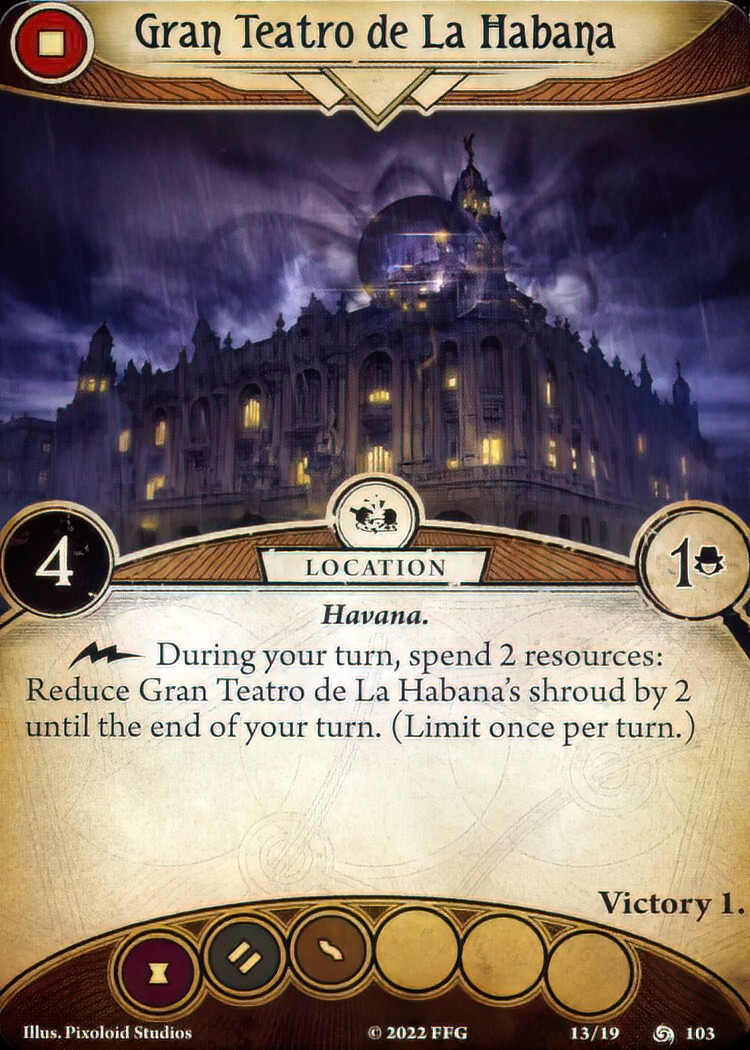 Gran Teatro de La Habana
4
LOCATION
1
Havana.
During your turn, spend 2 resources:
Reduce Gran Teatro de La Habana's shroud by 2
until the end of your turn. (Limit once per turn.)
Victory 1.
Illus. Pixoloid Studios © 2022 FFG 13/19 103